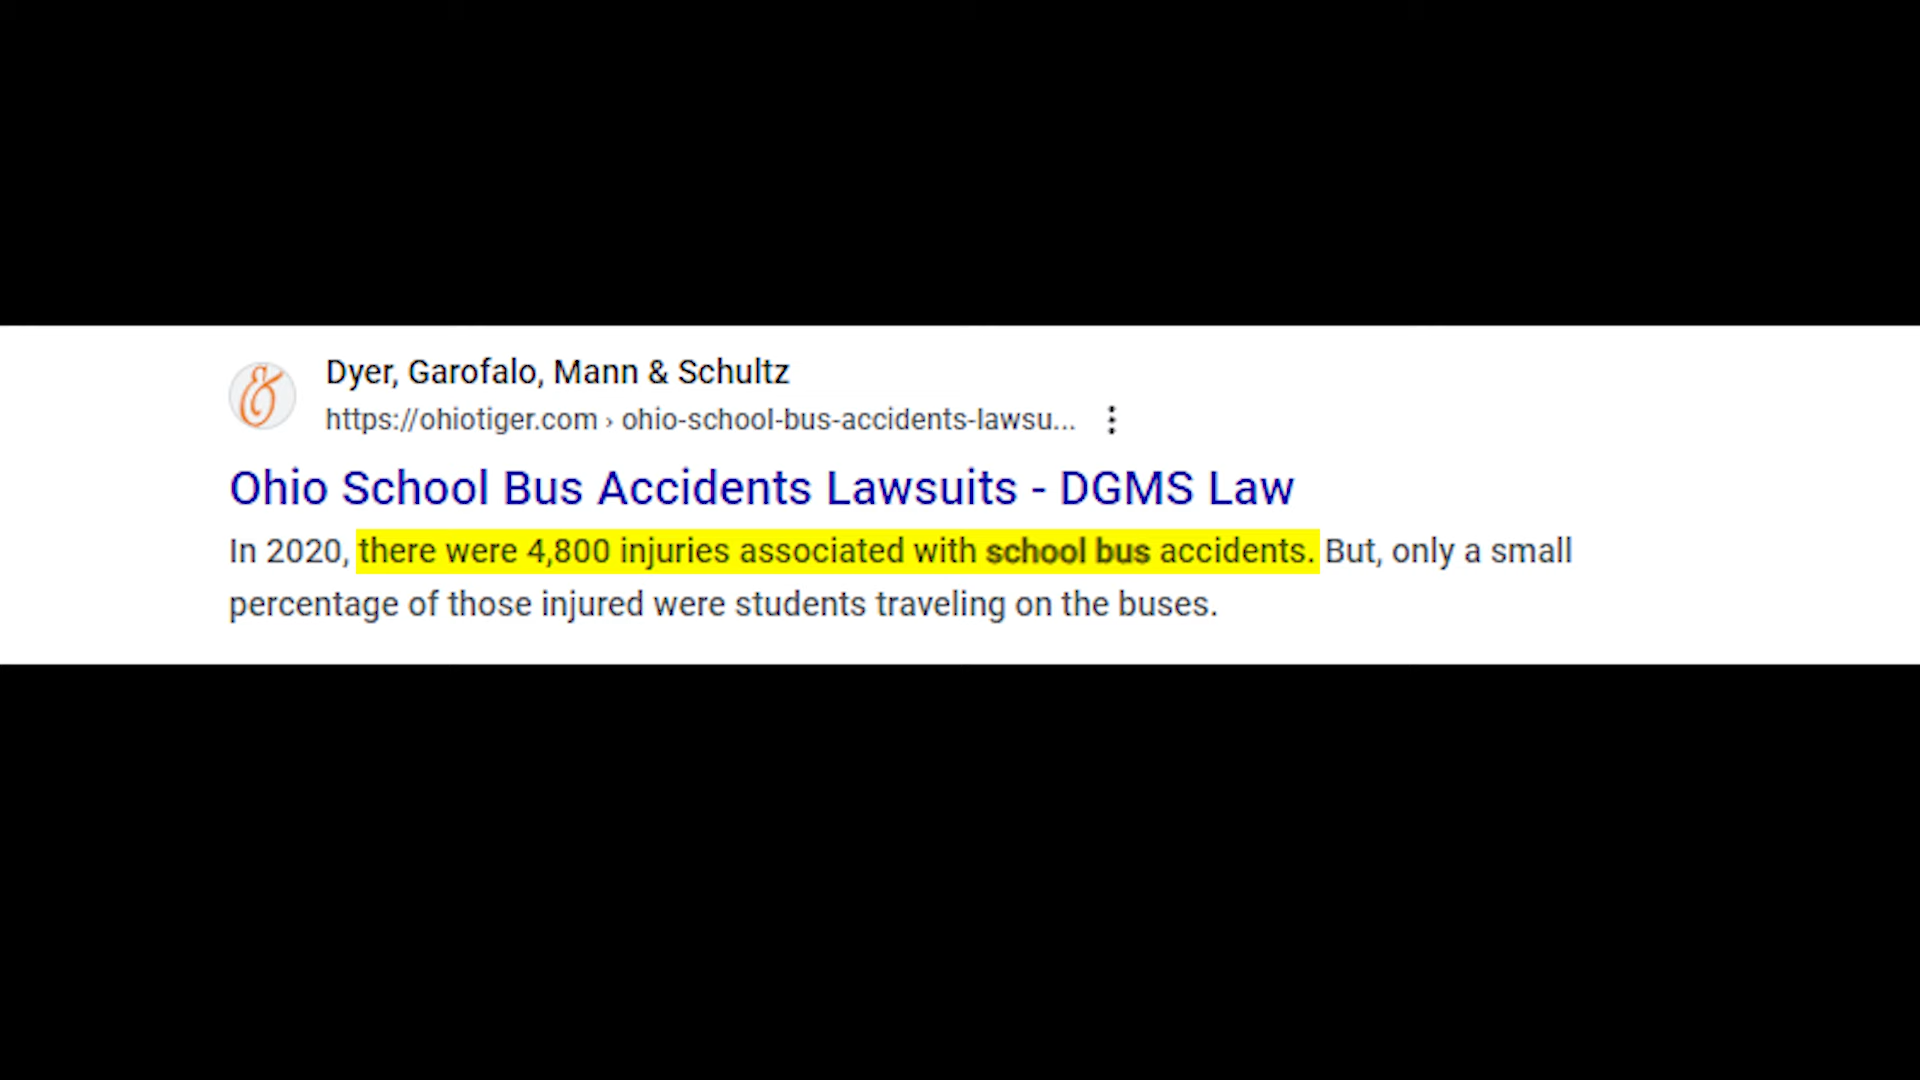 Dyer, Garofalo, Mann & Schultz
https://ohiotiger.com › ohio-school-bus-accidents-lawsu...
Ohio School Bus Accidents Lawsuits - DGMS Law
In 2020, there were 4,800 injuries associated with school bus accidents. But, only a small
percentage of those injured were students traveling on the buses.